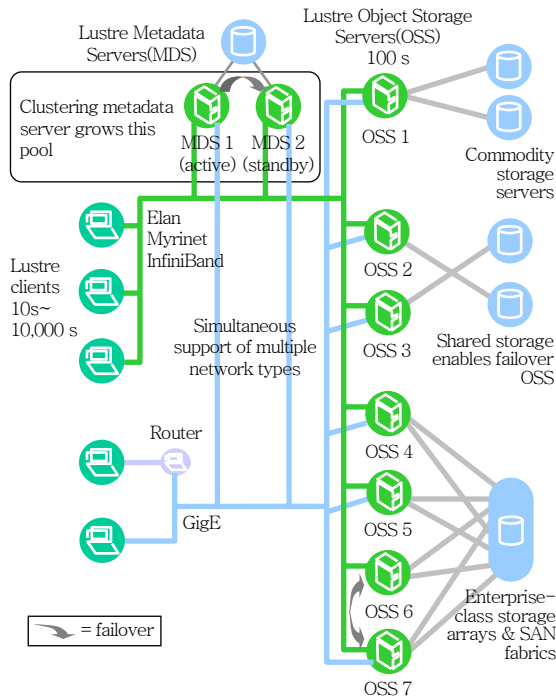 Lustre Metadata
Servers(MDS)
Lustre Object Storage
Servers(OSS)
100 s
Clustering metadata
server grows this
pool
MDS 1
(active)
MDS 2
(standby)
OSS 1
Commodity
storage
servers
Elan
Myrinet
InfiniBand
Lustre
clients
10s~
10,000 s
OSS 2
OSS 3
Simultaneous
support of multiple
network types
Shared storage
enables failover
OSS
Router
GigE
OSS 4
OSS 5
OSS 6
OSS 7
Enterprise-
class storage
arrays & SAN
fabrics
= failover